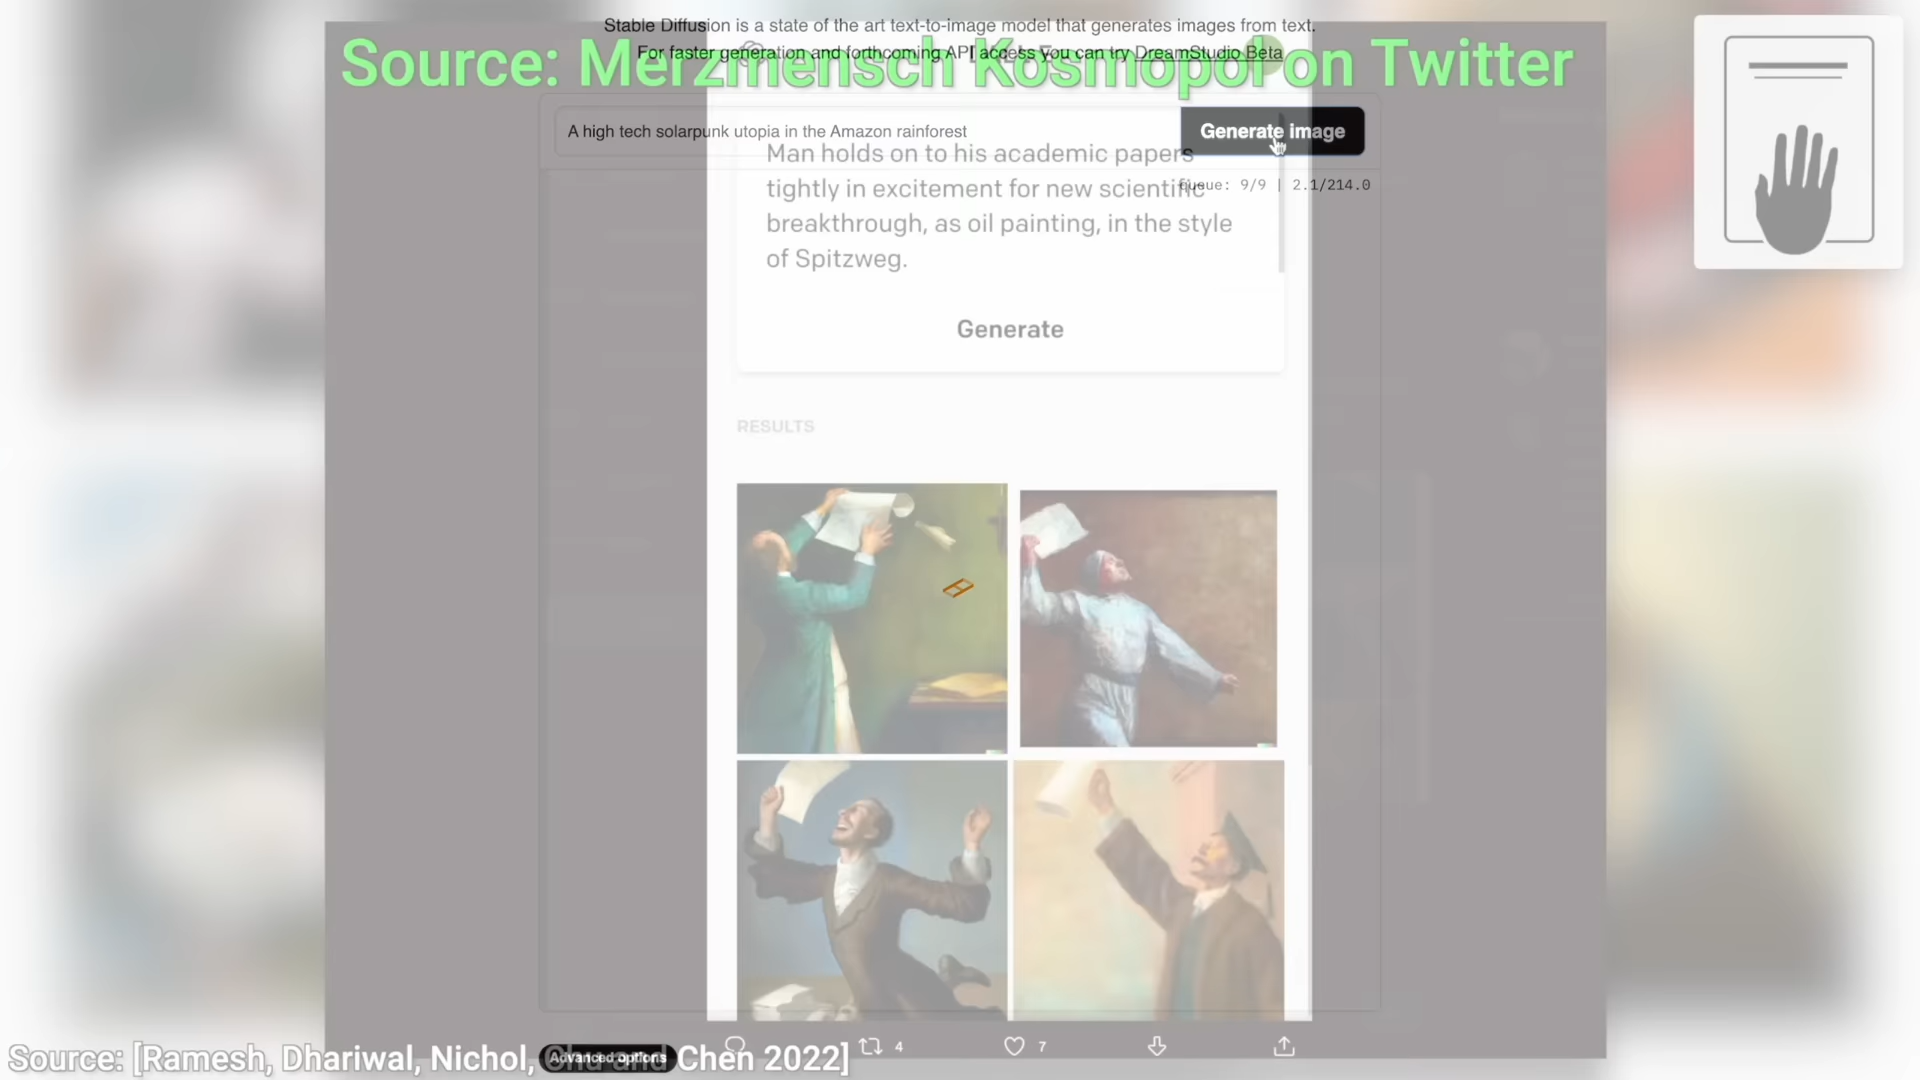 Stable Diffusion is a state of the art text-to-image model that generates images from text.
For faster generation and forthcoming API access you can try DreamStudio Beta
Source: Merzmensch Kosmopol on Twitter
A high tech solarpunk utopia in the Amazon rainforest
Generate image
Man holds on to his academic papers
tightly in excitement for new scientific
breakthrough, as oil painting, in the style
of Spitzweg.
queue: 9/9 | 2.1/214.0
Generate
RESULTS
4
7
Source: [Ramesh, Dhariwal, Nichol, Chu and Chen 2022]
Advanced options